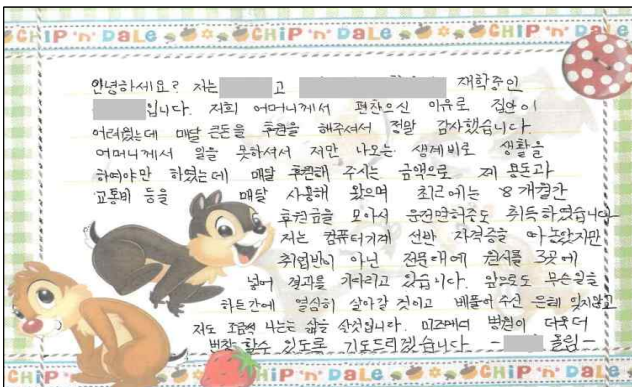 CHIP 'N' DALE CHIP 'N' DALE CHIP 'N' DALE
안녕하세요? 저는 고 재학중인
입니다. 저희 어머니께서 편찮으신 이유로 집안이
어려웠는데 매달 큰돈을 후원을 해주셔서 정말 감사했습니다.
어머니께서 일을 못하셔서 저만 나오는 생계비로 생활을
하여야만 하였는데 매달 후원해 주시는 금액으로 제 용돈과
교통비 등을 매달 사용해 왔으며 최근에는 8개월간
후원금을 모아서 운전면허증도 취득하였습니다
저는 컴퓨터기계 선반 자격증을 따 놓았지만
취업반이 아닌 전문대에 원서를 3곳에
넣어 결과를 기다리고 있습니다. 앞으로도 무슨일을
하든간에 열심히 살아갈 것이고 베풀어 주신 은혜 잊지않고
저도 조금씩 나눈는 삶을 살것입니다. 병원이 더욱 더
번창 할수 있도록 기도드리겠습니다 - 올림 -
CHIP 'N' DALE CHIP 'N' DALE CHIP 'N' DALE